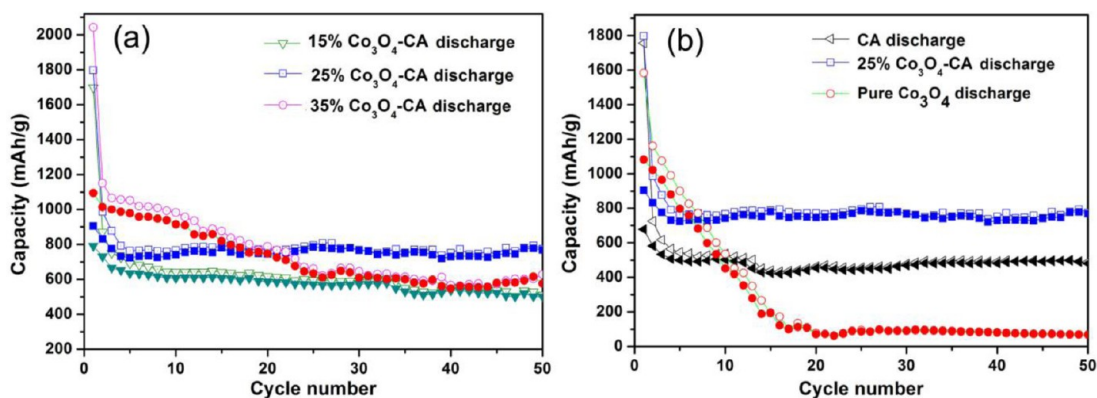 (a)
15% Co₃O₄-CA discharge
25% Co₃O₄-CA discharge
35% Co₃O₄-CA discharge
Capacity (mAh/g)
2000
1800
1600
1400
1200
1000
800
600
400
200
0 10 20 30 40 50
Cycle number
(b)
CA discharge
25% Co₃O₄-CA discharge
Pure Co₃O₄ discharge
Capacity (mAh/g)
1800
1600
1400
1200
1000
800
600
400
200
0
0 10 20 30 40 50
Cycle number